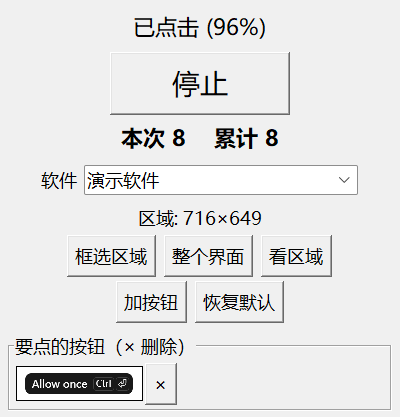 已点击 (96%)
停止
本次 8 累计 8
软件 演示软件
区域: 716×649
框选区域 整个界面 看区域
加按钮 恢复默认
要点的按钮（× 删除）
Allow once Ctrl ⏎ ×